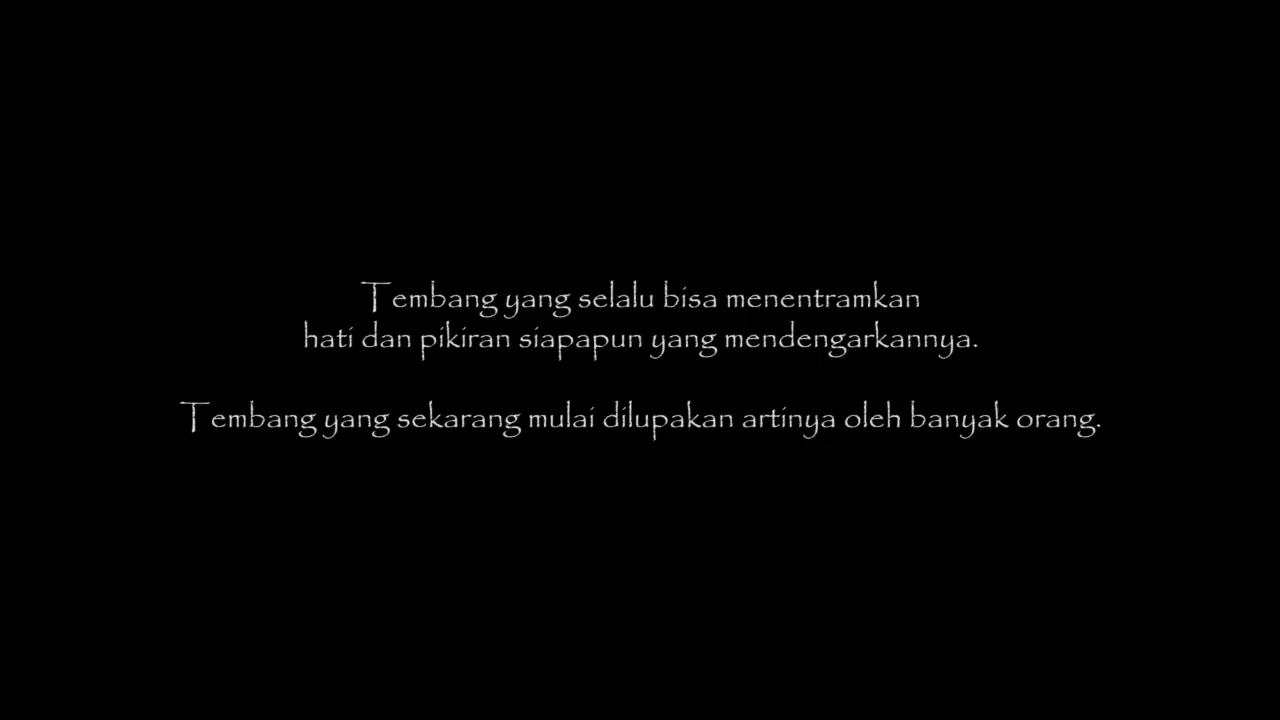 Tembang yang selalu bisa menentramkan
hati dan pikiran siapapun yang mendengarkannya.
Tembang yang sekarang mulai dilupakan artinya oleh banyak orang.